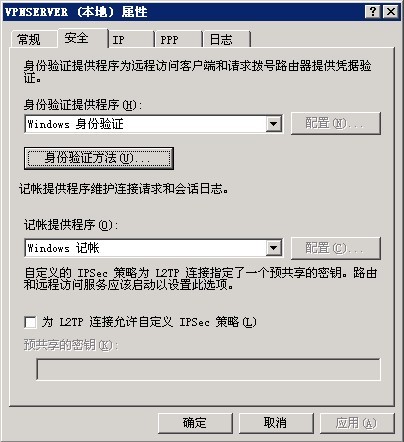 VPNSERVER (本地) 属性
常规 安全 IP PPP 日志
身份验证提供程序为远程访问客户端和请求拨号路由器提供凭据验
证。
身份验证提供程序(H):
Windows 身份验证 配置(N)...
身份验证方法(U)...
记帐提供程序维护连接请求和会话日志。
记帐提供程序(O):
Windows 记帐 配置(C)...
自定义的 IPSec 策略为 L2TP 连接指定了一个预共享的密钥。路由
和远程访问服务应该启动以设置此选项。
为 L2TP 连接允许自定义 IPSec 策略(L)
预共享的密钥(K):
确定 取消 应用(A)